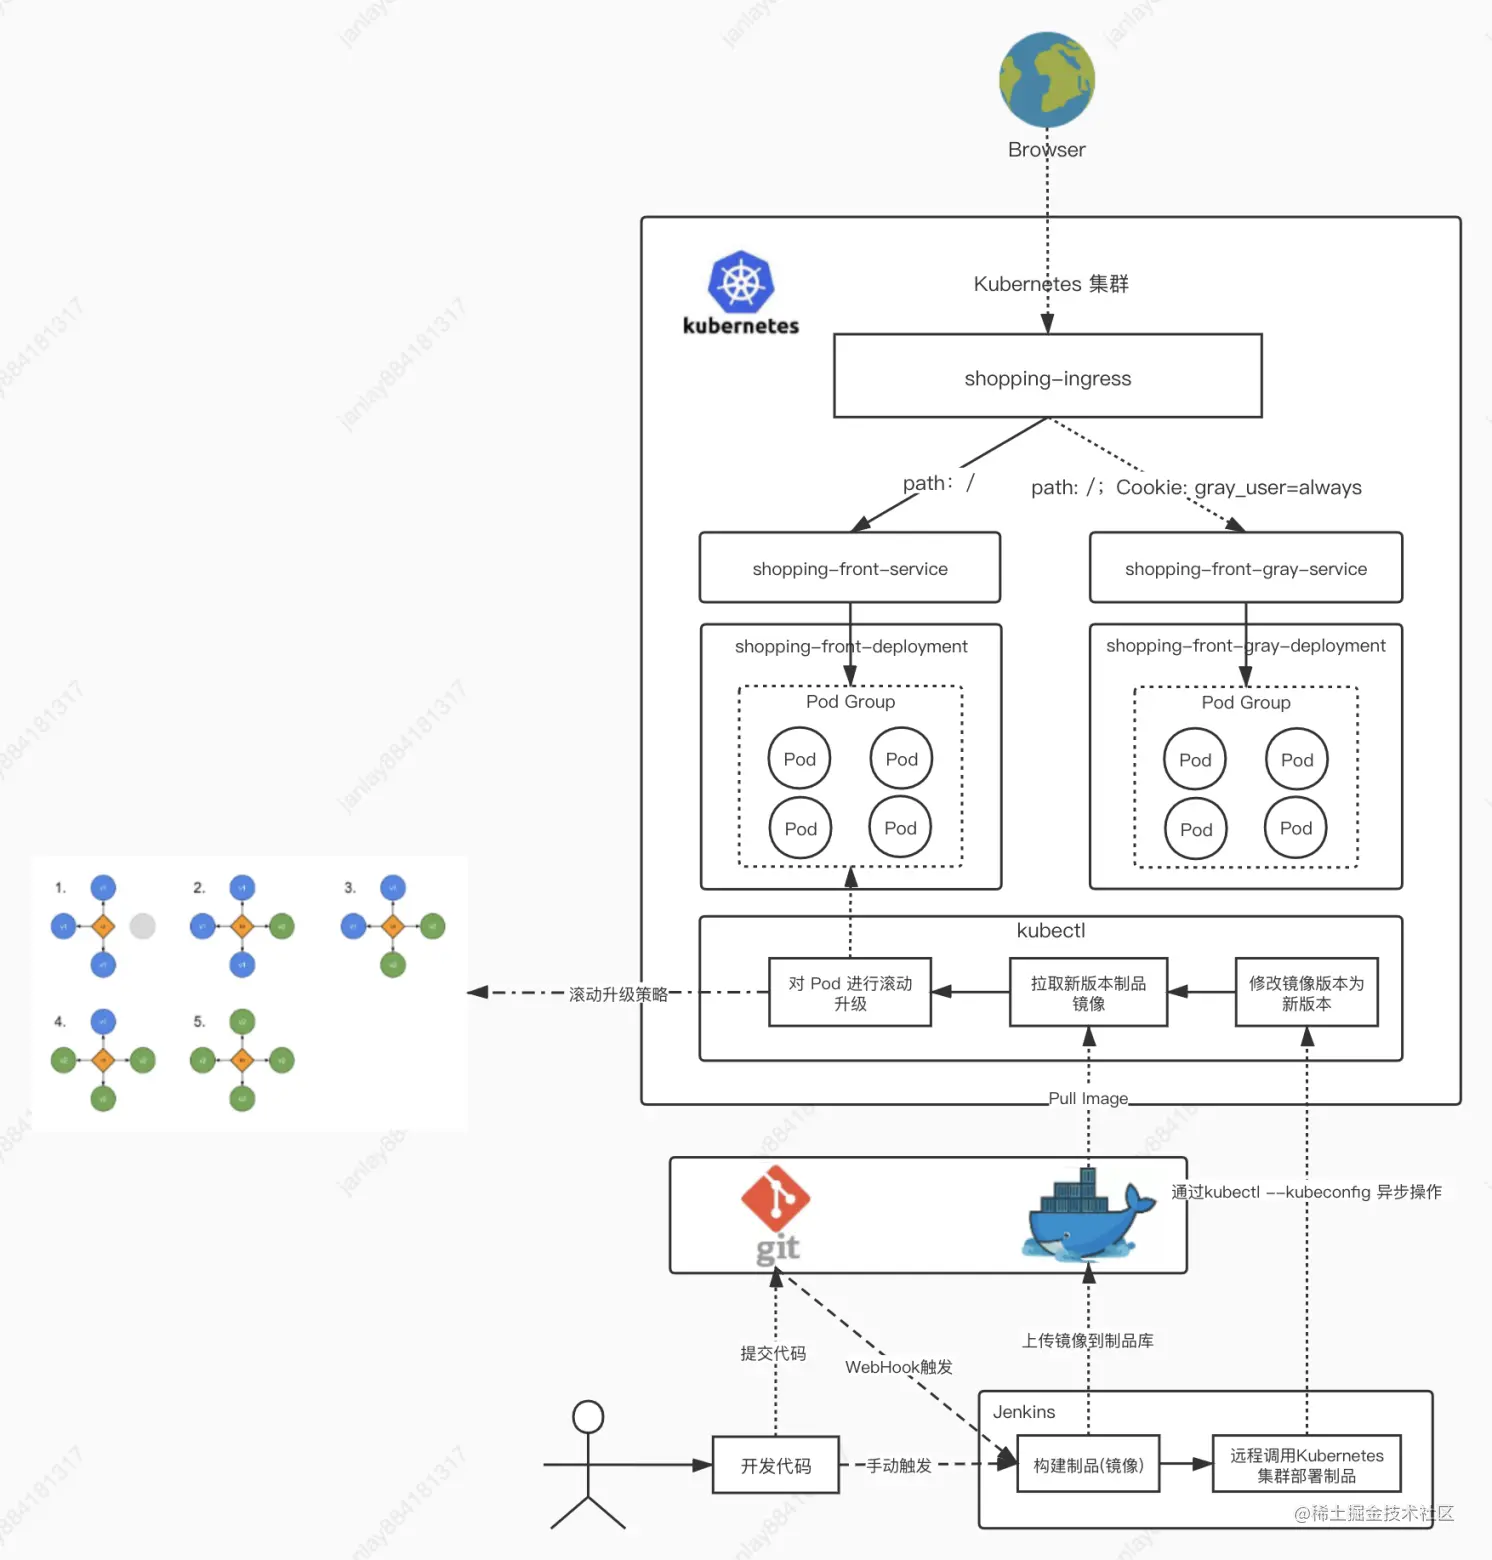 Browser
kubernetes
Kubernetes 集群
shopping-ingress
path: /
path: /; Cookie: gray_user=always
shopping-front-service
shopping-front-gray-service
shopping-front-deployment
shopping-front-gray-deployment
Pod Group
Pod Group
Pod
Pod
Pod
Pod
Pod
Pod
Pod
Pod
1.
2.
3.
4.
5.
kubectl
滚动升级策略
对 Pod 进行滚动
升级
拉取新版本制品
镜像
修改镜像版本为
新版本
Pull Image
git
通过kubectl --kubeconfig 异步操作
提交代码
WebHook触发
上传镜像到制品库
Jenkins
开发代码
手动触发
构建制品(镜像)
远程调用Kubernetes
集群部署制品
@稀土掘金技术社区
janlay884181317